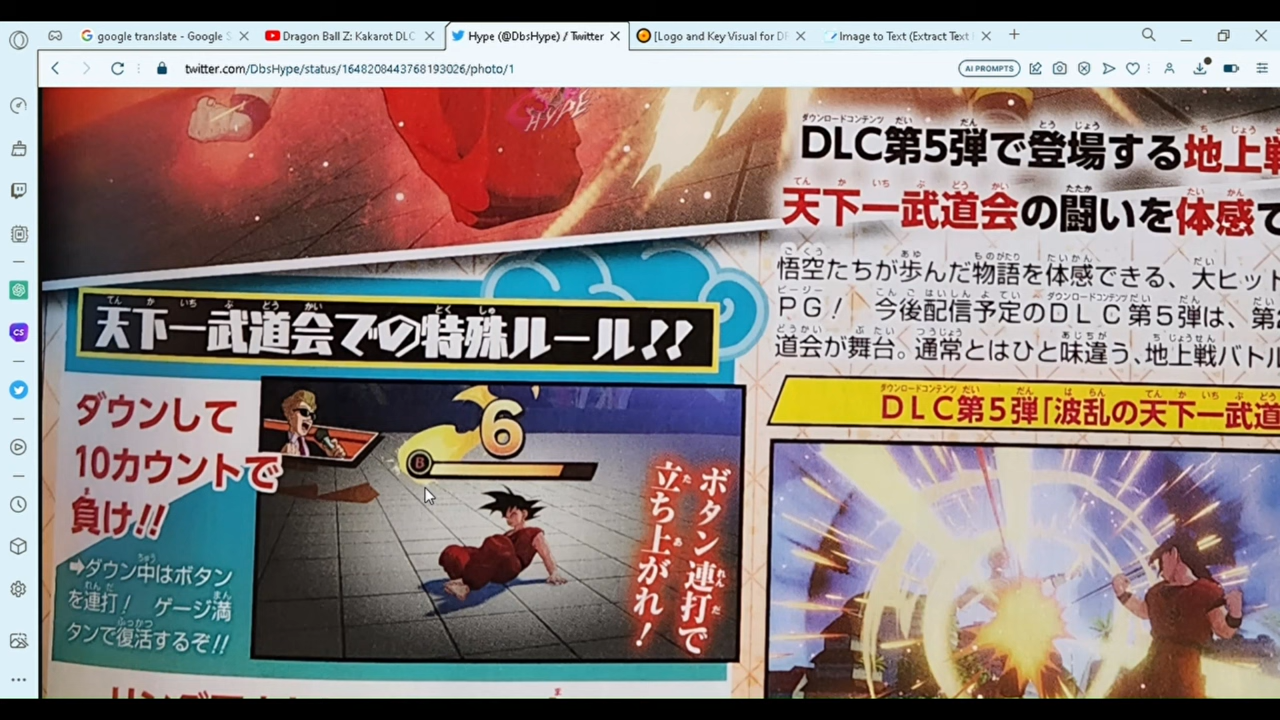 google translate - Google S
Dragon Ball Z: Kakarot DLC
Hype (@DbsHype) / Twitter
[Logo and Key Visual for DF
Image to Text (Extract Text
twitter.com/DbsHype/status/1648208443768193026/photo/1
AI PROMPTS
CS
HYPE
DLC第5弾で登場する地上戦
天下一武道会の闘いを体感で
悟空たちが歩んだ物語を体感できる、大ヒット
PG! 今後配信予定のDLC第5弾は、第
道会が舞台。通常とはひと味違う、地上戦バトル
DLC第5弾「波乱の天下一武道
天下一武道会での特殊ルール!!
ダウンして
10カウントで
負け!!
➡ダウン中はボタン
を連打! ゲージ満
タンで復活するぞ!!
6
B
ボタン連打で
立ち上がれ!